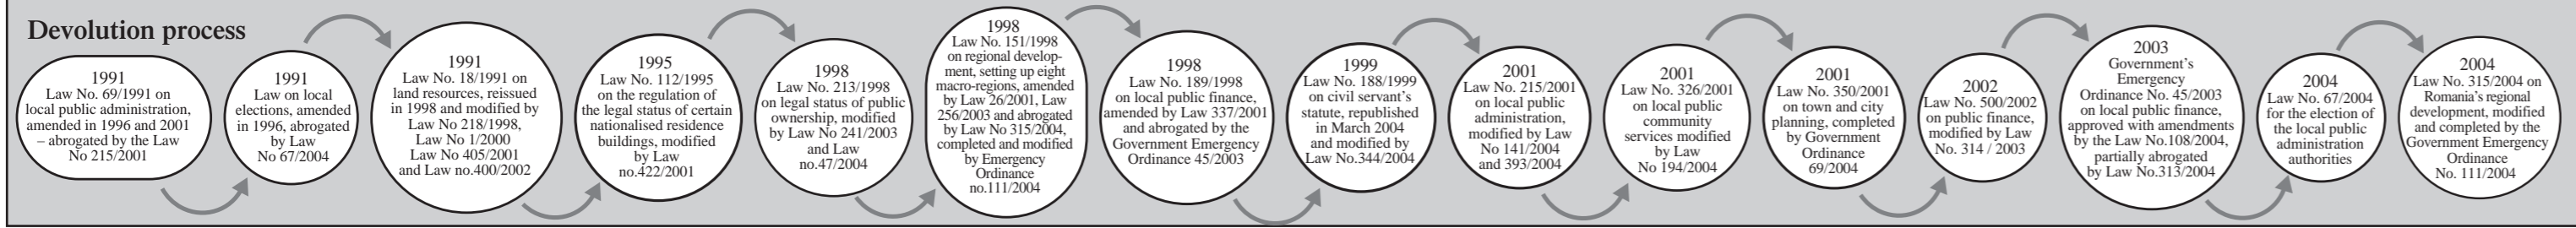 Devolution process
1991
Law No. 69/1991 on
local public administration,
amended in 1996 and 2001
– abrogated by the Law
No 215/2001
1991
Law on local
elections, amended
in 1996, abrogated
by Law
No 67/2004
1991
Law No. 18/1991 on
land resources, reissued
in 1998 and modified by
Law No 218/1998,
Law No 1/2000
Law No 405/2001
and Law no.400/2002
1995
Law No. 112/1995
on the regulation of
the legal status of certain
nationalised residence
buildings, modified
by Law
no.422/2001
1998
Law No. 213/1998
on legal status of public
ownership, modified
by Law No 241/2003
and Law
no.47/2004
1998
Law No. 151/1998
on regional develop-
ment, setting up eight
macro-regions, amended
by Law 26/2001, Law
256/2003 and abrogated
by Law No 315/2004,
completed and modified
by Emergency
Ordinance
no.111/2004
1998
Law No. 189/1998
on local public finance,
amended by Law 337/2001
and abrogated by the
Government Emergency
Ordinance 45/2003
1999
Law No. 188/1999
on civil servant's
statute, republished
in March 2004
and modified by
Law No.344/2004
2001
Law No. 215/2001
on local public
administration,
modified by Law
No 141/2004
and 393/2004
2001
Law No. 326/2001
on local public
community
services modified
by Law
No 194/2004
2001
Law No. 350/2001
on town and city
planning, completed
by Government
Ordinance
69/2004
2002
Law No. 500/2002
on public finance,
modified by Law
No. 314 / 2003
2003
Government's
Emergency
Ordinance No. 45/2003
on local public finance,
approved with amendments
by the Law No.108/2004,
partially abrogated
by Law No.313/2004
2004
Law No. 67/2004
for the election of
the local public
administration
authorities
2004
Law No. 315/2004 on
Romania's regional
development, modified
and completed by the
Government Emergency
Ordinance
No. 111/2004